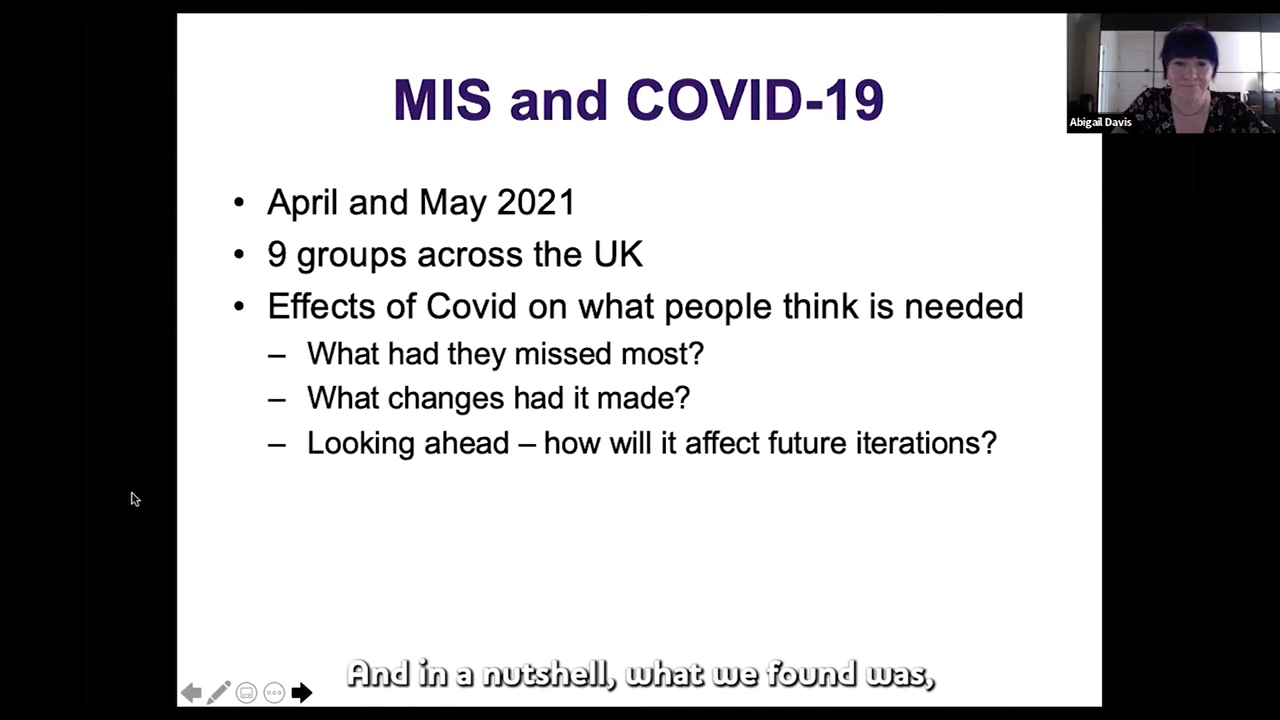 MIS and COVID-19
Abigail Davis
• April and May 2021
• 9 groups across the UK
• Effects of Covid on what people think is needed
– What had they missed most?
– What changes had it made?
– Looking ahead – how will it affect future iterations?
And in a nutshell, what we found was,